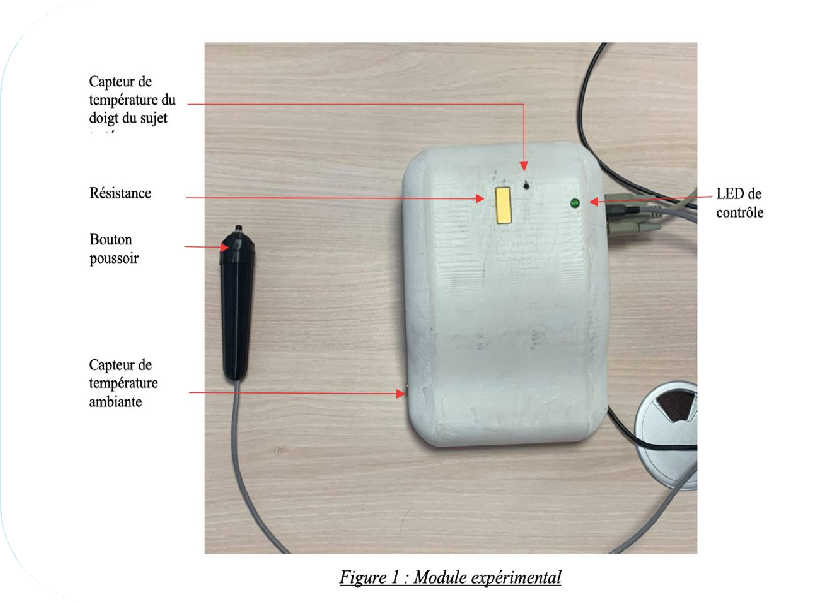 Capteur de
température du
doigt du sujet
Résistance
LED de
contrôle
Bouton
poussoir
Capteur de
température
ambiante
Figure 1 : Module expérimental